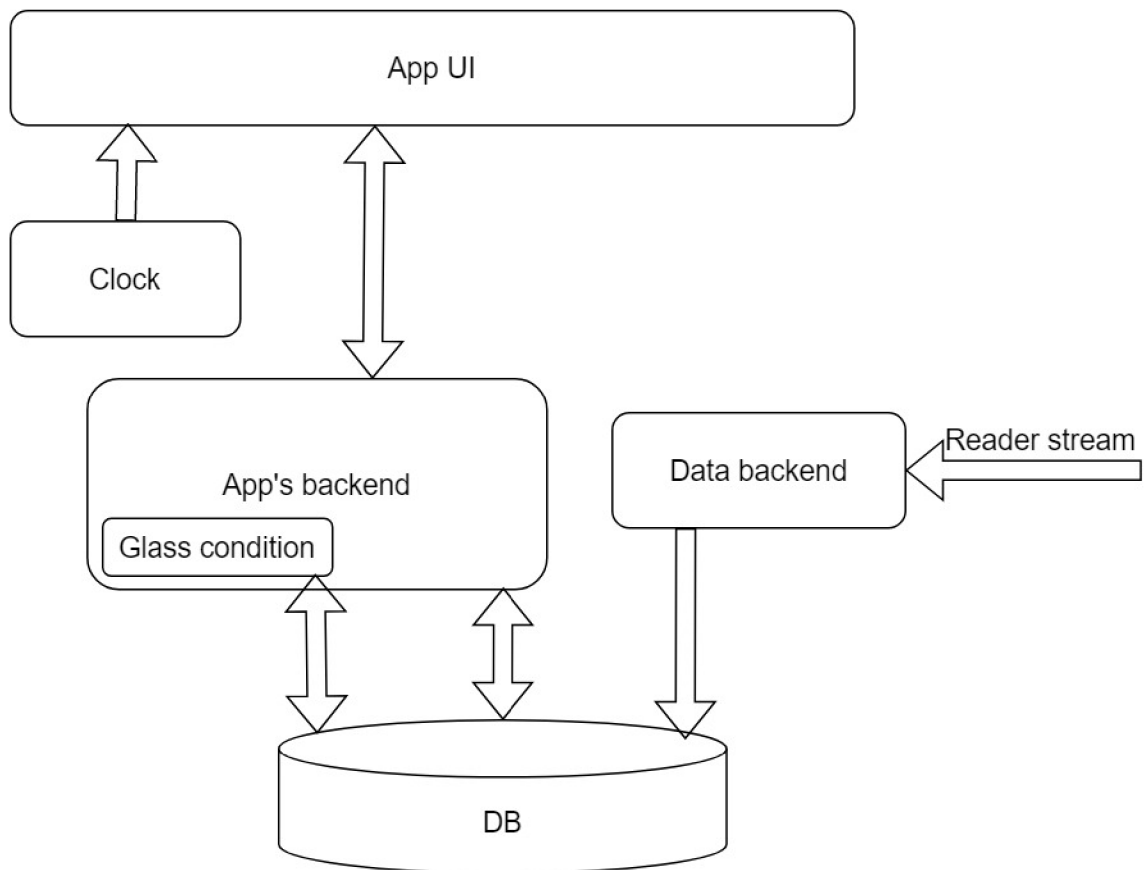 App UI
Clock
App's backend
Glass condition
Data backend
Reader stream
DB